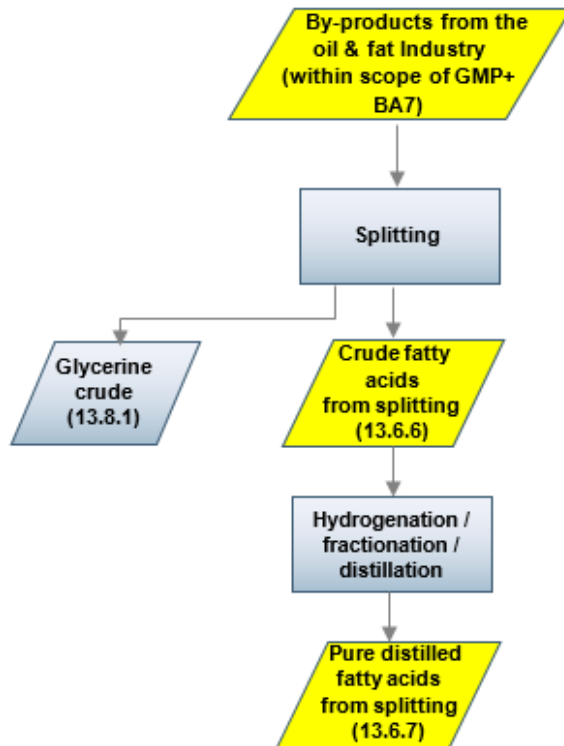 By-products from the
oil & fat Industry
(within scope of GMP+
BA7)
Splitting
Glycerine
crude
(13.8.1)
Crude fatty
acids
from splitting
(13.6.6)
Hydrogenation /
fractionation /
distillation
Pure distilled
fatty acids
from splitting
(13.6.7)